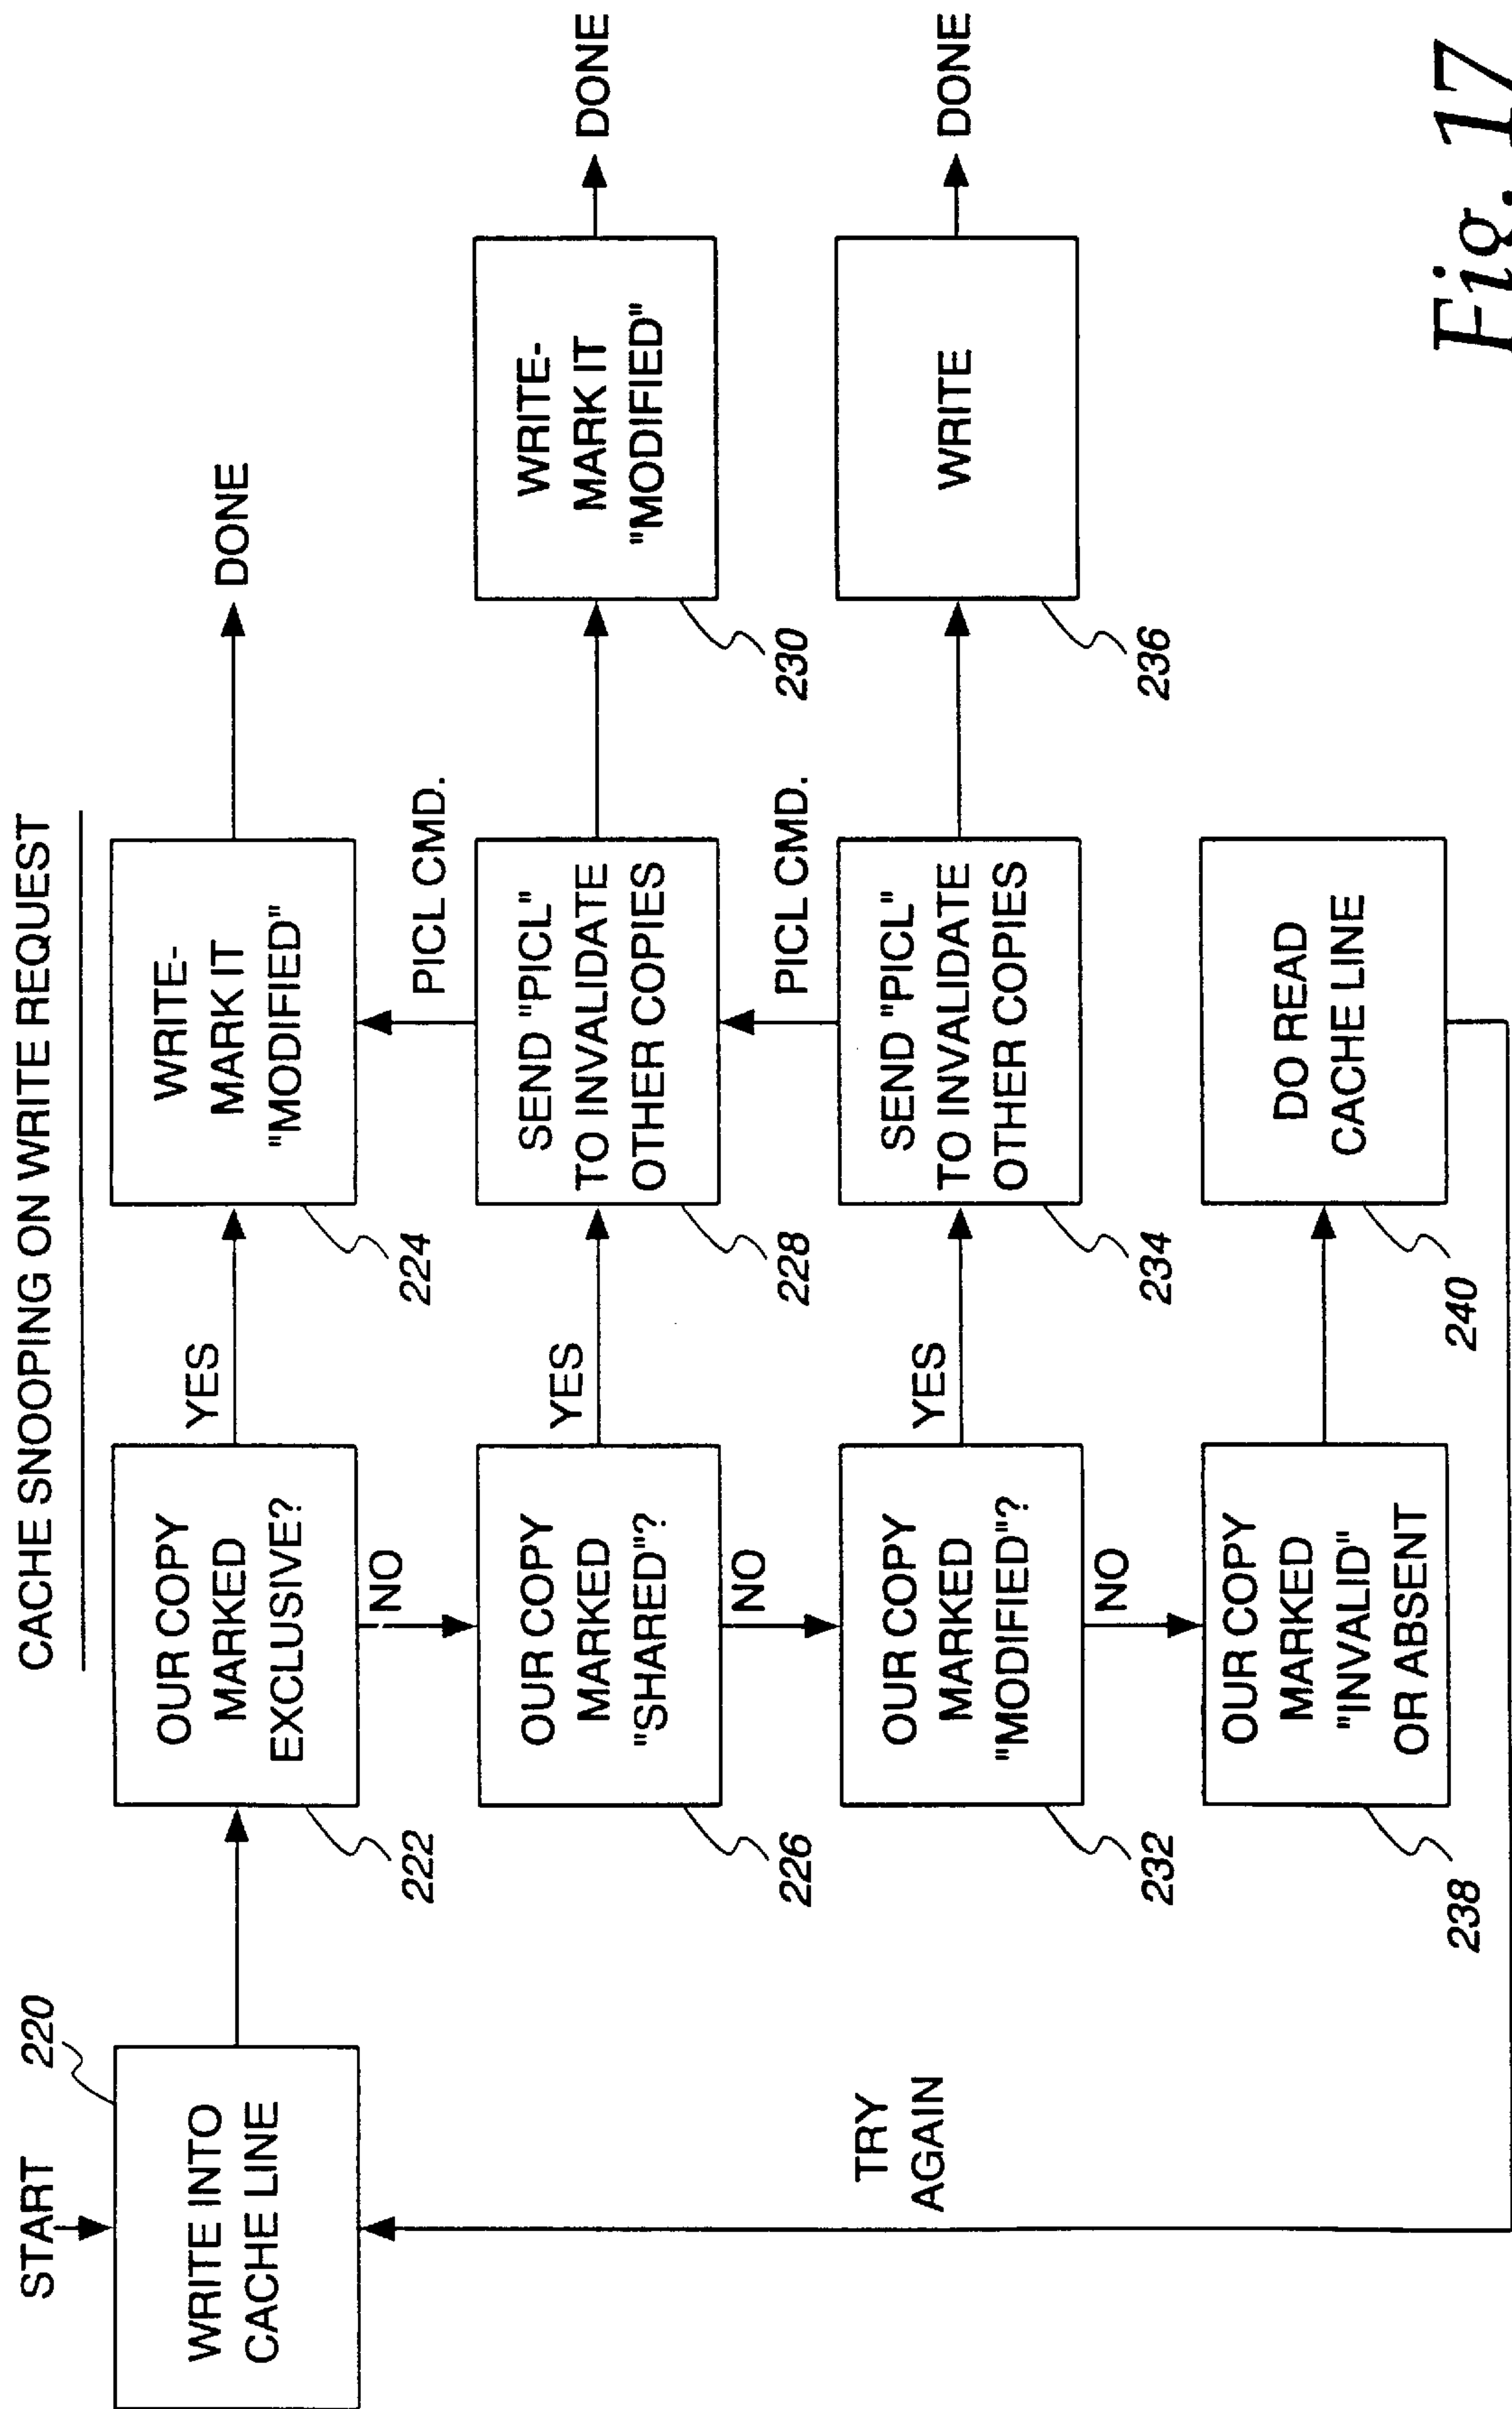 CACHE SNOOPING ON WRITE REQUEST
START
220
WRITE INTO
CACHE LINE
222
OUR COPY
MARKED
EXCLUSIVE?
YES
224
WRITE-
MARK IT
"MODIFIED"
DONE
NO
PICL CMD.
226
OUR COPY
MARKED
"SHARED"?
YES
228
SEND "PICL"
TO INVALIDATE
OTHER COPIES
230
WRITE-
MARK IT
"MODIFIED"
DONE
NO
PICL CMD.
232
OUR COPY
MARKED
"MODIFIED"?
YES
234
SEND "PICL"
TO INVALIDATE
OTHER COPIES
236
WRITE
DONE
TRY
AGAIN
NO
238
OUR COPY
MARKED
"INVALID"
OR ABSENT
240
DO READ
CACHE LINE
Fig. 17